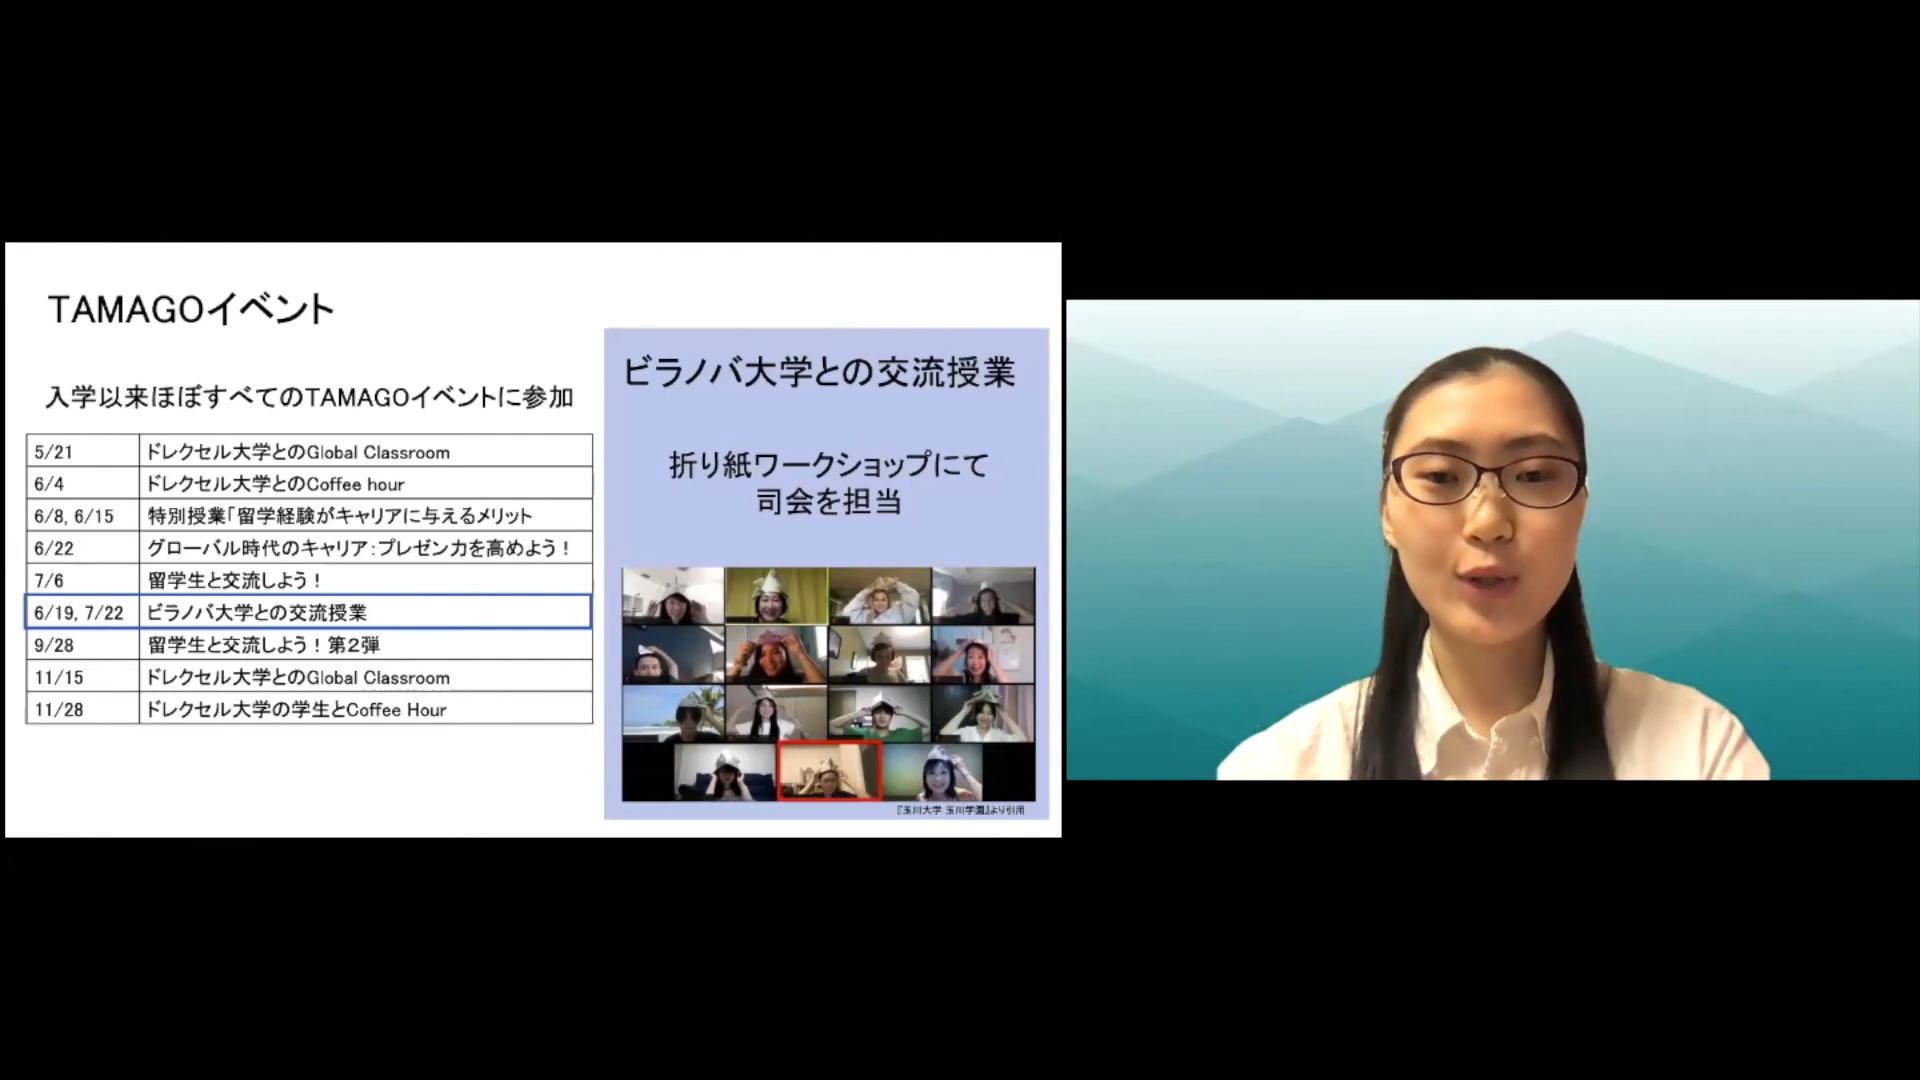 TAMAGOイベント
入学以来ほぼすべてのTAMAGOイベントに参加
5/21 ドレクセル大学とのGlobal Classroom
6/4 ドレクセル大学とのCoffee hour
6/8, 6/15 特別授業「留学経験がキャリアに与えるメリット
6/22 グローバル時代のキャリア:プレゼン力を高めよう!
7/6 留学生と交流しよう!
6/19, 7/22 ビラノバ大学との交流授業
9/28 留学生と交流しよう!第2弾
11/15 ドレクセル大学とのGlobal Classroom
11/28 ドレクセル大学の学生とCoffee Hour
ビラノバ大学との交流授業
折り紙ワークショップにて
司会を担当
『玉川大学 玉川学園』より引用